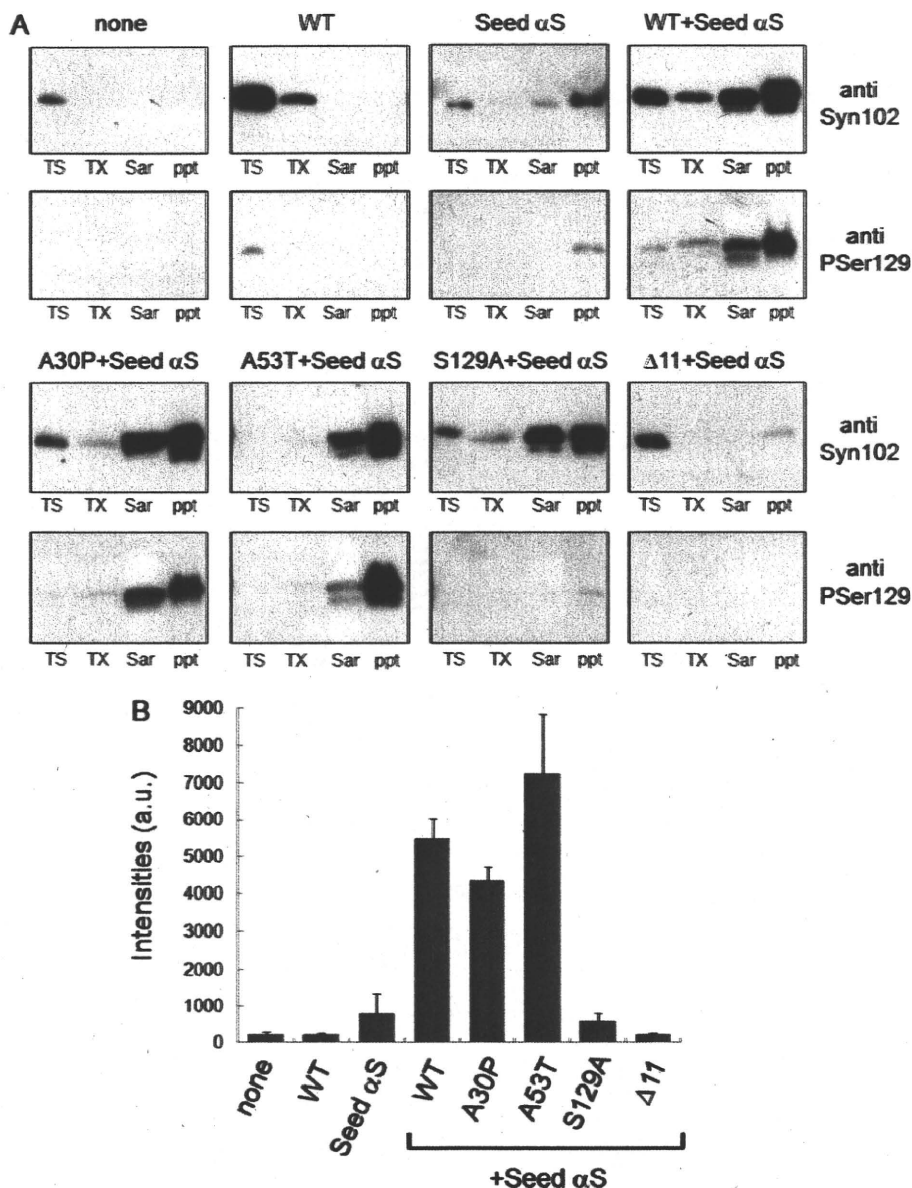 A
none WT Seed αS WT+Seed αS
anti
Syn102
TS TX Sar ppt TS TX Sar ppt TS TX Sar ppt TS TX Sar ppt
anti
PSer129
TS TX Sar ppt TS TX Sar ppt TS TX Sar ppt TS TX Sar ppt
A30P+Seed αS A53T+Seed αS S129A+Seed αS Δ11+Seed αS
anti
Syn102
TS TX Sar ppt TS TX Sar ppt TS TX Sar ppt TS TX Sar ppt
anti
PSer129
TS TX Sar ppt TS TX Sar ppt TS TX Sar ppt TS TX Sar ppt
B
Intensities (a.u.)
9000
8000
7000
6000
5000
4000
3000
2000
1000
0
none WT Seed αS WT A30P A53T S129A Δ11
+Seed αS